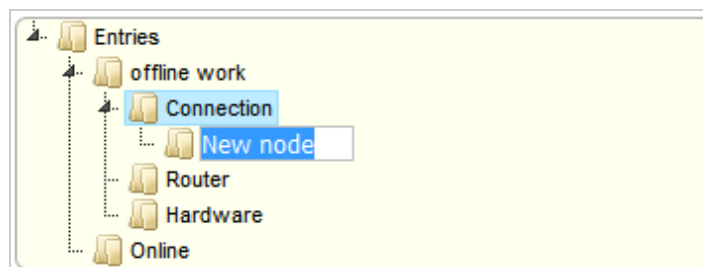 Entries
offline work
Connection
New node
Router
Hardware
Online